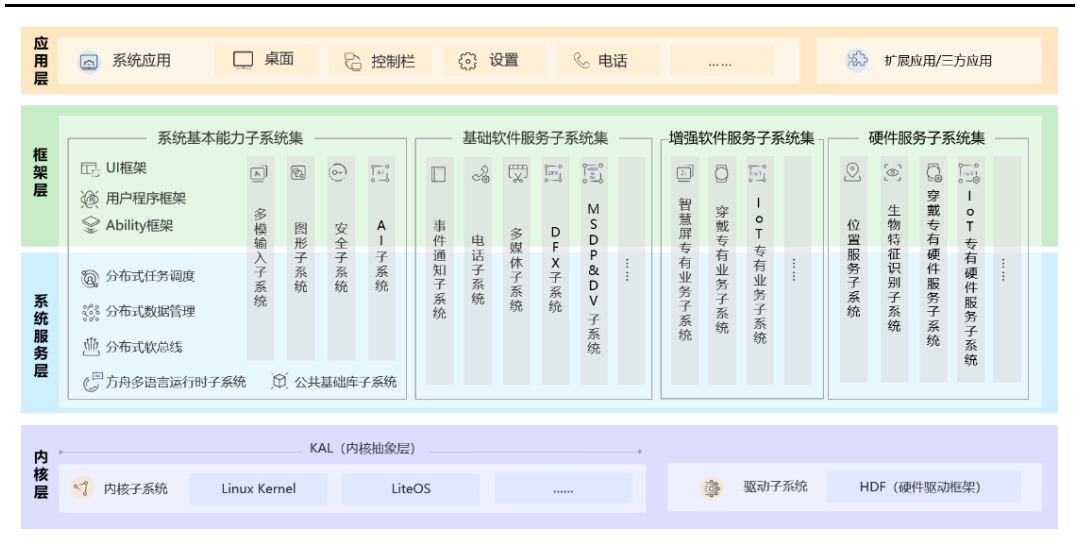 应用层
系统应用
桌面
控制栏
设置
电话
……
扩展应用/三方应用
框架层
系统服务层
系统基本能力子系统集
UI框架
用户程序框架
Ability框架
分布式任务调度
分布式数据管理
分布式软总线
方舟多语言运行时子系统
公共基础库子系统
多模输入子系统
图形子系统
安全子系统
AI子系统
基础软件服务子系统集
事件通知子系统
电话子系统
多媒体子系统
DFX子系统
MSDP&DV子系统
……
增强软件服务子系统集
智慧屏专有业务子系统
穿戴专有业务子系统
IoT专有业务子系统
……
硬件服务子系统集
位置服务子系统
生物特征识别子系统
穿戴专有硬件服务子系统
IoT专有硬件服务子系统
……
内核层
KAL（内核抽象层）
内核子系统
Linux Kernel
LiteOS
……
驱动子系统
HDF（硬件驱动框架）